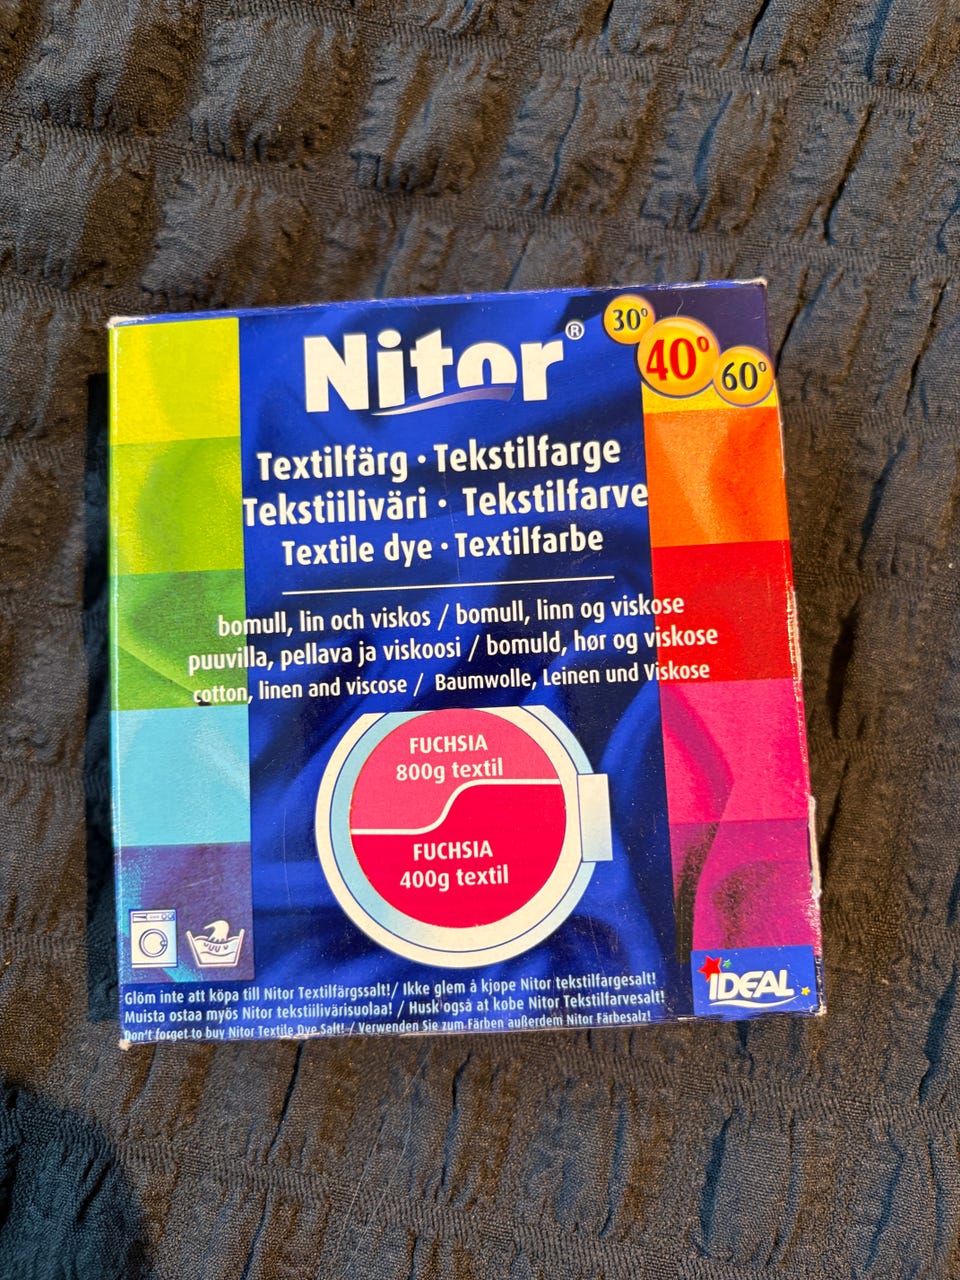 Nitor®
30°
40°
60°
Textilfärg · Tekstilfarge
Tekstiiliväri · Tekstilfarve
Textile dye · Textilfarbe
bomull, lin och viskos / bomull, linn og viskose
puuvilla, pellava ja viskoosi / bomuld, hør og viskose
cotton, linen and viscose / Baumwolle, Leinen und Viskose
FUCHSIA
800g textil
FUCHSIA
400g textil
Glöm inte att köpa till Nitor Textilfärgssalt!/ Ikke glem å kjøpe Nitor tekstilfargesalt!
Muista ostaa myös Nitor tekstiilivärisuolaa! / Husk også at købe Nitor Tekstilfarvesalt!
Don't forget to buy Nitor Textile Dye Salt! / Verwenden Sie zum Färben außerdem Nitor Färbesalz!
IDEAL